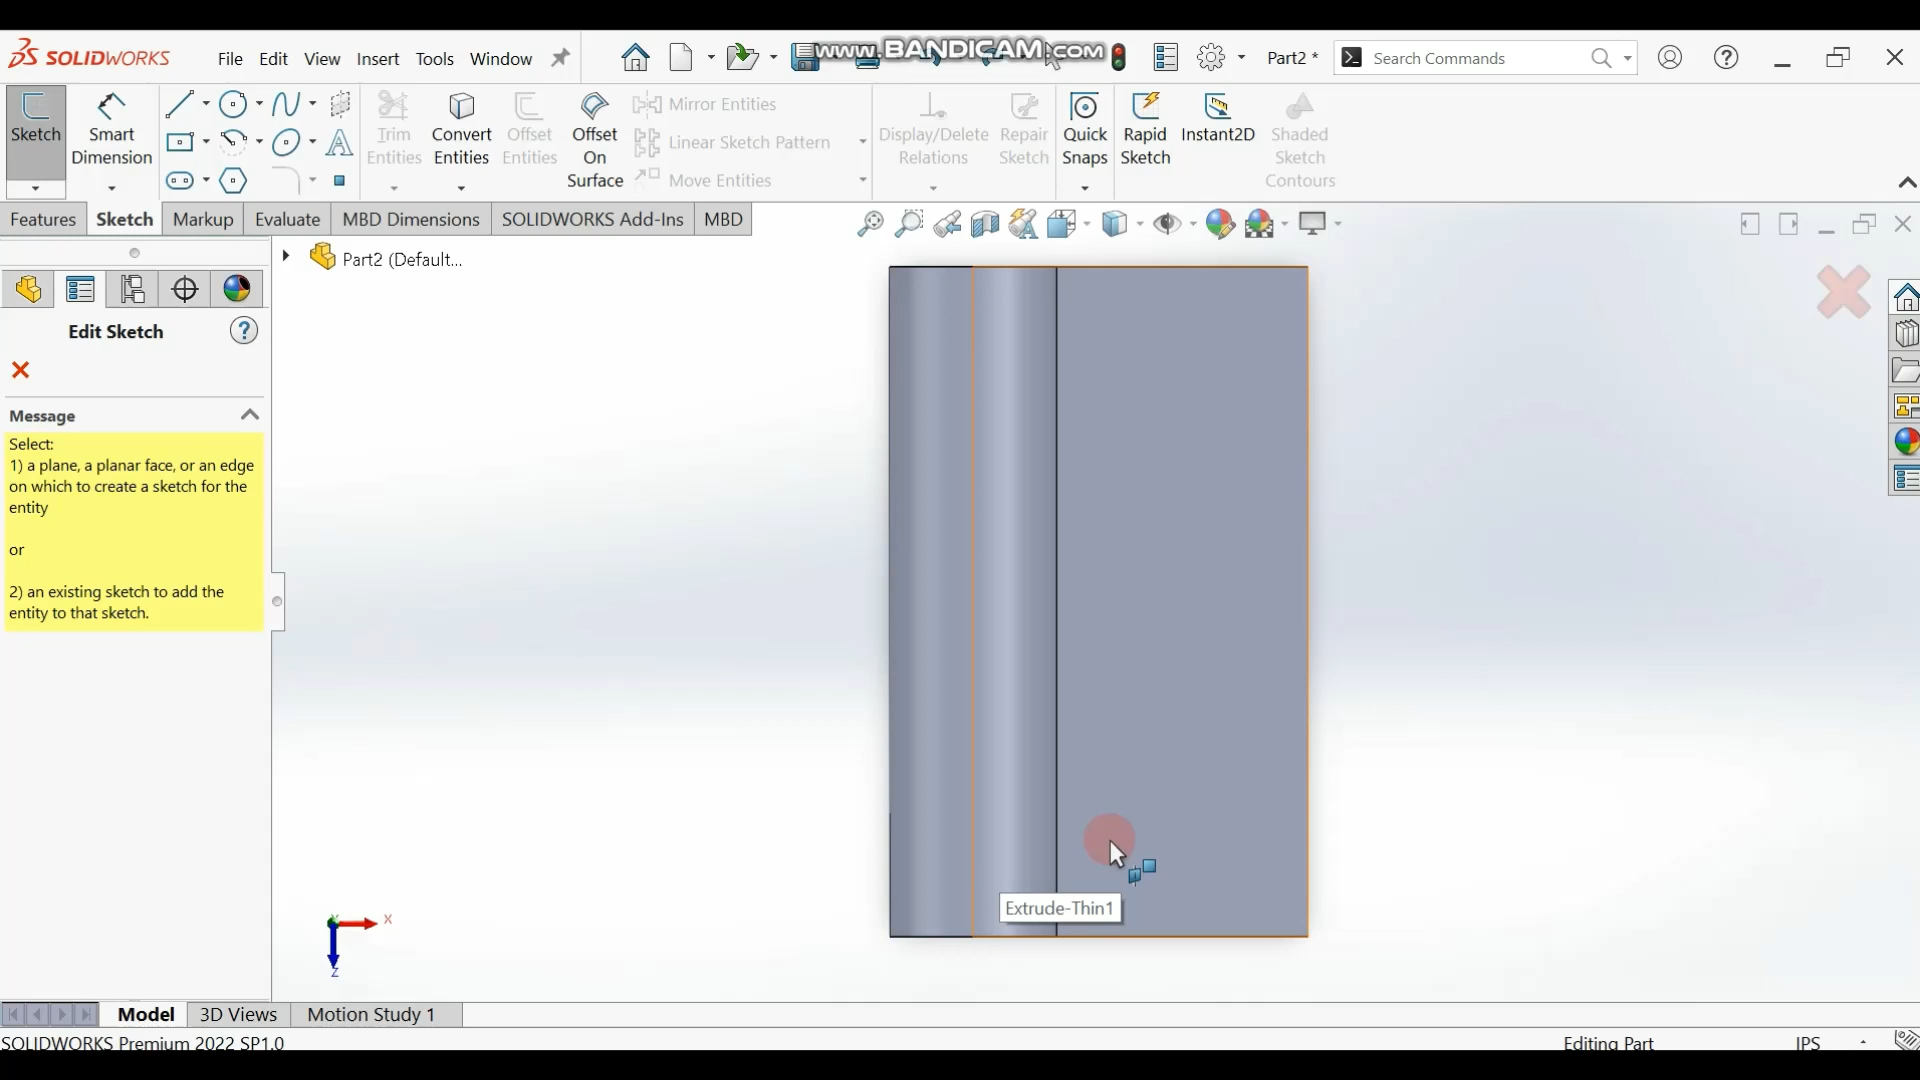 SOLIDWORKS File Edit View Insert Tools Window www.BANDICAM.com Part2 * Search Commands
Sketch Smart Dimension Trim Entities Convert Entities Offset Entities Offset On Surface Mirror Entities Linear Sketch Pattern Move Entities Display/Delete Relations Repair Sketch Quick Snaps Rapid Sketch Instant2D Shaded Sketch Contours
Features Sketch Markup Evaluate MBD Dimensions SOLIDWORKS Add-Ins MBD
Part2 (Default...
Edit Sketch ?
Message
Select:
1) a plane, a planar face, or an edge
on which to create a sketch for the
entity
or
2) an existing sketch to add the
entity to that sketch.
Extrude-Thin1
Y X
Z
Model 3D Views Motion Study 1
SOLIDWORKS Premium 2022 SP1.0 Editing Part IPS